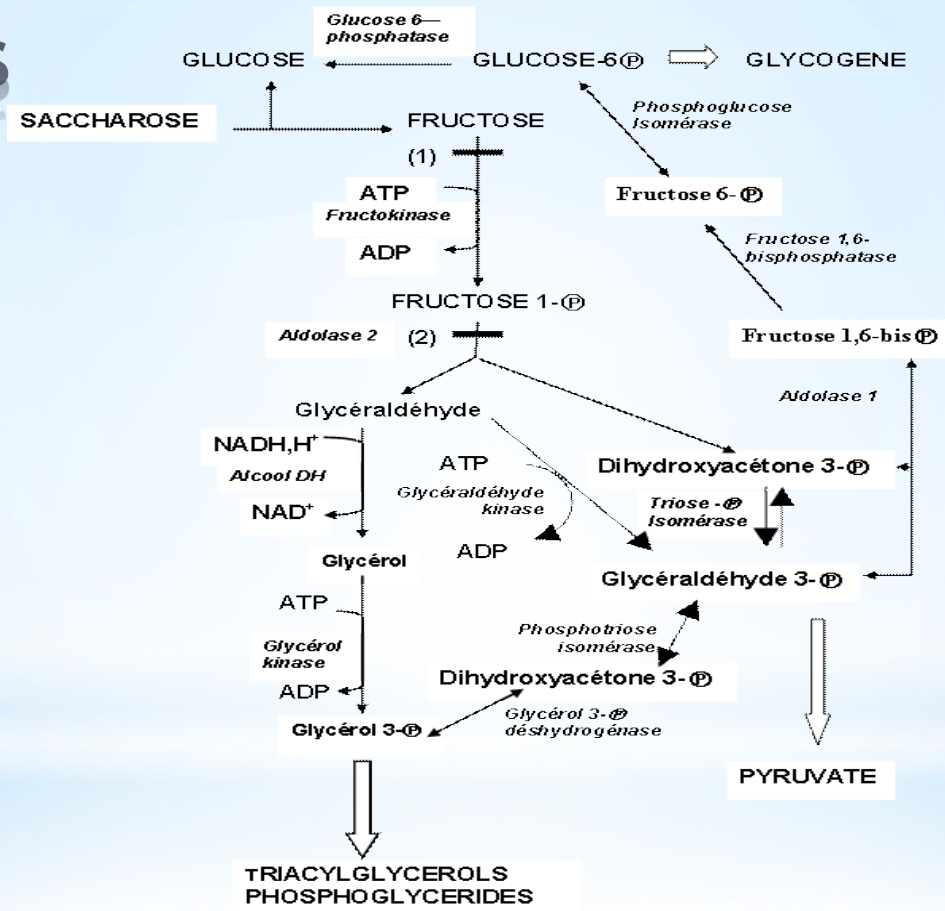 Glucose 6—
phosphatase
GLUCOSE
GLUCOSE-6Ⓟ
GLYCOGENE
SACCHAROSE
FRUCTOSE
Phosphoglucose
Isomérase
(1)
ATP
Fructokinase
ADP
Fructose 6-Ⓟ
Fructose 1,6-
bisphosphatase
FRUCTOSE 1-Ⓟ
Aldolase 2
(2)
Fructose 1,6-bisⓅ
Aldolase 1
Glycéraldéhyde
NADH,H⁺
Alcool DH
NAD⁺
ATP
Glycéraldéhyde
kinase
ADP
Dihydroxyacétone 3-Ⓟ
Triose -Ⓟ
Isomérase
Glycérol
Glycéraldéhyde 3-Ⓟ
ATP
Glycérol
kinase
ADP
Phosphotriose
isomérase
Dihydroxyacétone 3-Ⓟ
Glycérol 3-Ⓟ
Glycérol 3-Ⓟ
déshydrogénase
PYRUVATE
TRIACYLGLYCEROLS
PHOSPHOGLYCERIDES